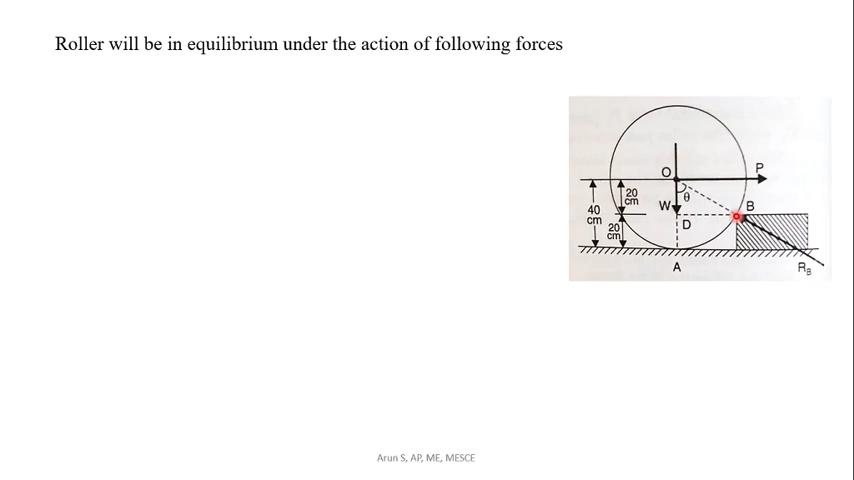 Roller will be in equilibrium under the action of following forces
O
P
20
cm
θ
W
B
40
cm
20
cm
D
A
R_B
Arun S, AP, ME, MESCE